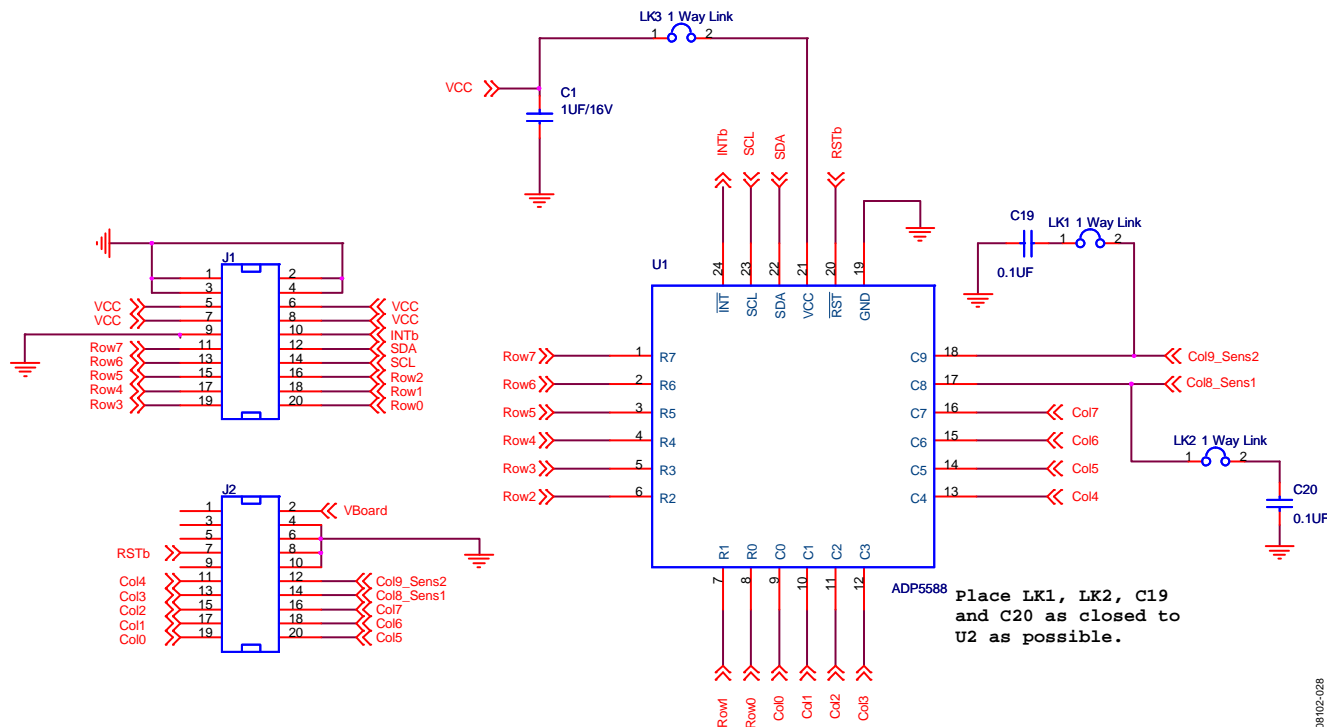 LK3 1 Way Link
1 2
VCC
C1
1UF/16V
INTb
SCL
SDA
RSTb
C19
LK1 1 Way Link
1 2
0.1UF
J1
1 2
3 4
VCC 5 6 VCC
VCC 7 8 VCC
9 10 INTb
Row7 11 12 SDA
Row6 13 14 SCL
Row5 15 16 Row2
Row4 17 18 Row1
Row3 19 20 Row0
U1
24 23 22 21 20 19
INT SCL SDA VCC RST GND
Row7 1 R7
Row6 2 R6
Row5 3 R5
Row4 4 R4
Row3 5 R3
Row2 6 R2
C9 18 Col9_Sens2
C8 17 Col8_Sens1
C7 16 Col7
C6 15 Col6
C5 14 Col5
C4 13 Col4
LK2 1 Way Link
1 2
C20
0.1UF
R1 R0 C0 C1 C2 C3
7 8 9 10 11 12
Row1 Row0 Col0 Col1 Col2 Col3
ADP5588
Place LK1, LK2, C19
and C20 as closed to
U2 as possible.
J2
1 2 VBoard
3 4
5 6
RSTb 7 8
9 10
Col4 11 12 Col9_Sens2
Col3 13 14 Col8_Sens1
Col2 15 16 Col7
Col1 17 18 Col6
Col0 19 20 Col5
08102-028